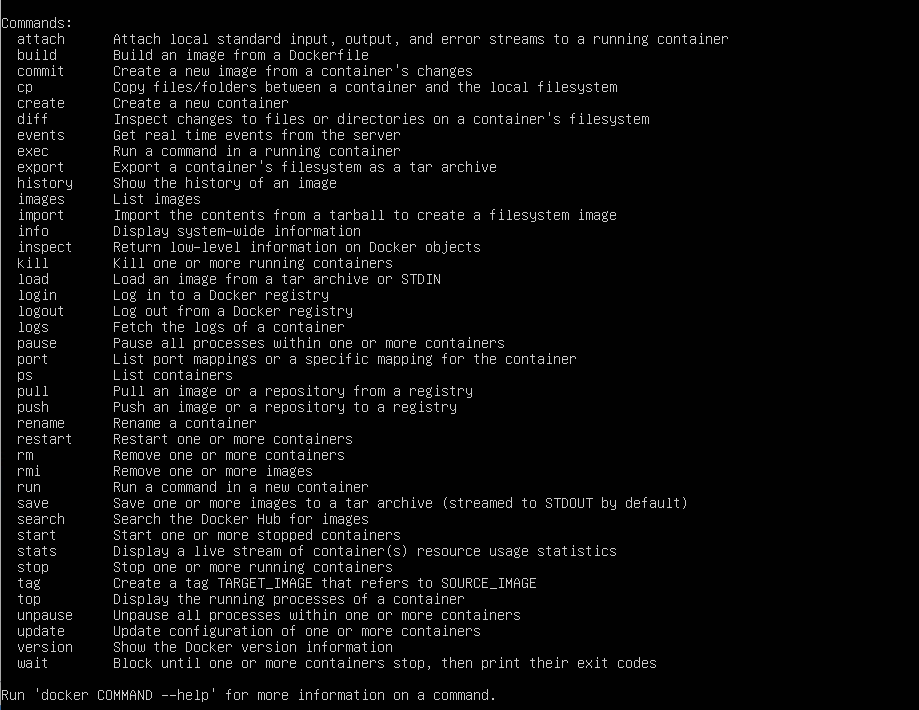 Commands:
  attach      Attach local standard input, output, and error streams to a running container
  build       Build an image from a Dockerfile
  commit      Create a new image from a container's changes
  cp          Copy files/folders between a container and the local filesystem
  create      Create a new container
  diff        Inspect changes to files or directories on a container's filesystem
  events      Get real time events from the server
  exec        Run a command in a running container
  export      Export a container's filesystem as a tar archive
  history     Show the history of an image
  images      List images
  import      Import the contents from a tarball to create a filesystem image
  info        Display system-wide information
  inspect     Return low-level information on Docker objects
  kill        Kill one or more running containers
  load        Load an image from a tar archive or STDIN
  login       Log in to a Docker registry
  logout      Log out from a Docker registry
  logs        Fetch the logs of a container
  pause       Pause all processes within one or more containers
  port        List port mappings or a specific mapping for the container
  ps          List containers
  pull        Pull an image or a repository from a registry
  push        Push an image or a repository to a registry
  rename      Rename a container
  restart     Restart one or more containers
  rm          Remove one or more containers
  rmi         Remove one or more images
  run         Run a command in a new container
  save        Save one or more images to a tar archive (streamed to STDOUT by default)
  search      Search the Docker Hub for images
  start       Start one or more stopped containers
  stats       Display a live stream of container(s) resource usage statistics
  stop        Stop one or more running containers
  tag         Create a tag TARGET_IMAGE that refers to SOURCE_IMAGE
  top         Display the running processes of a container
  unpause     Unpause all processes within one or more containers
  update      Update configuration of one or more containers
  version     Show the Docker version information
  wait        Block until one or more containers stop, then print their exit codes

Run 'docker COMMAND --help' for more information on a command.